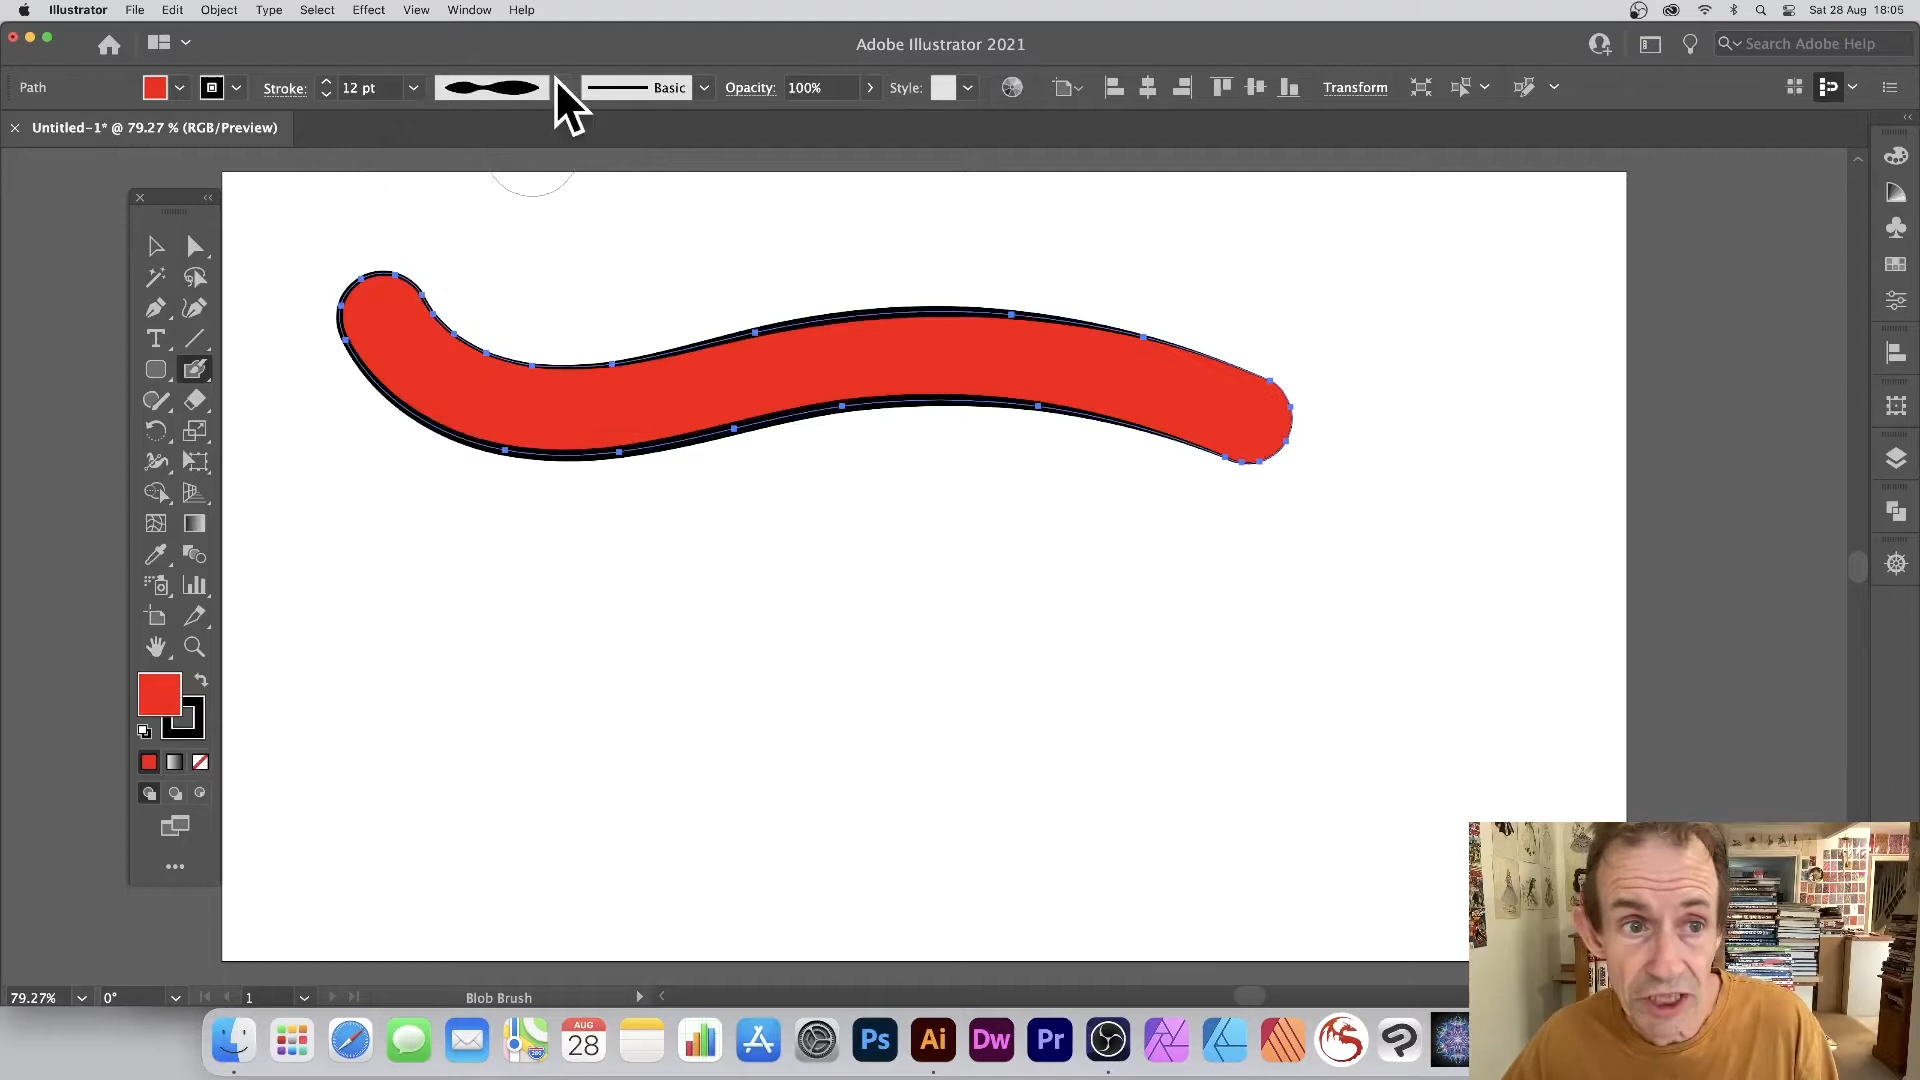 Illustrator File Edit Object Type Select Effect View Window Help
Sat 28 Aug 18:05
Adobe Illustrator 2021
Search Adobe Help
Path
Stroke:
12 pt
Basic
Opacity:
100%
Style:
Transform
Untitled-1* @ 79.27 % (RGB/Preview)
T
79.27%
0°
1
Blob Brush
AUG
28
280
Ps
Ai
Dw
Pr